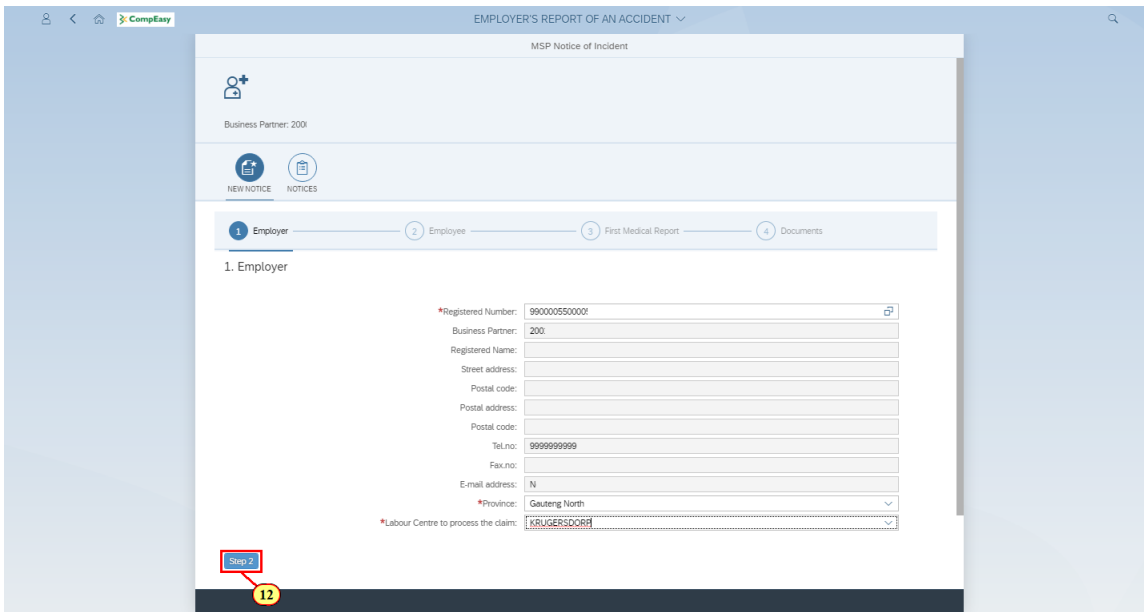 CompEasy
EMPLOYER'S REPORT OF AN ACCIDENT
MSP Notice of Incident
Business Partner: 200
NEW NOTICE NOTICES
1 Employer 2 Employee 3 First Medical Report 4 Documents
1. Employer
*Registered Number: 990000550000
Business Partner: 200
Registered Name:
Street address:
Postal code:
Postal address:
Postal code:
Tel.no: 9999999999
Fax.no:
E-mail address: N
*Province: Gauteng North
*Labour Centre to process the claim: KRUGERSDORP
Step 2
12